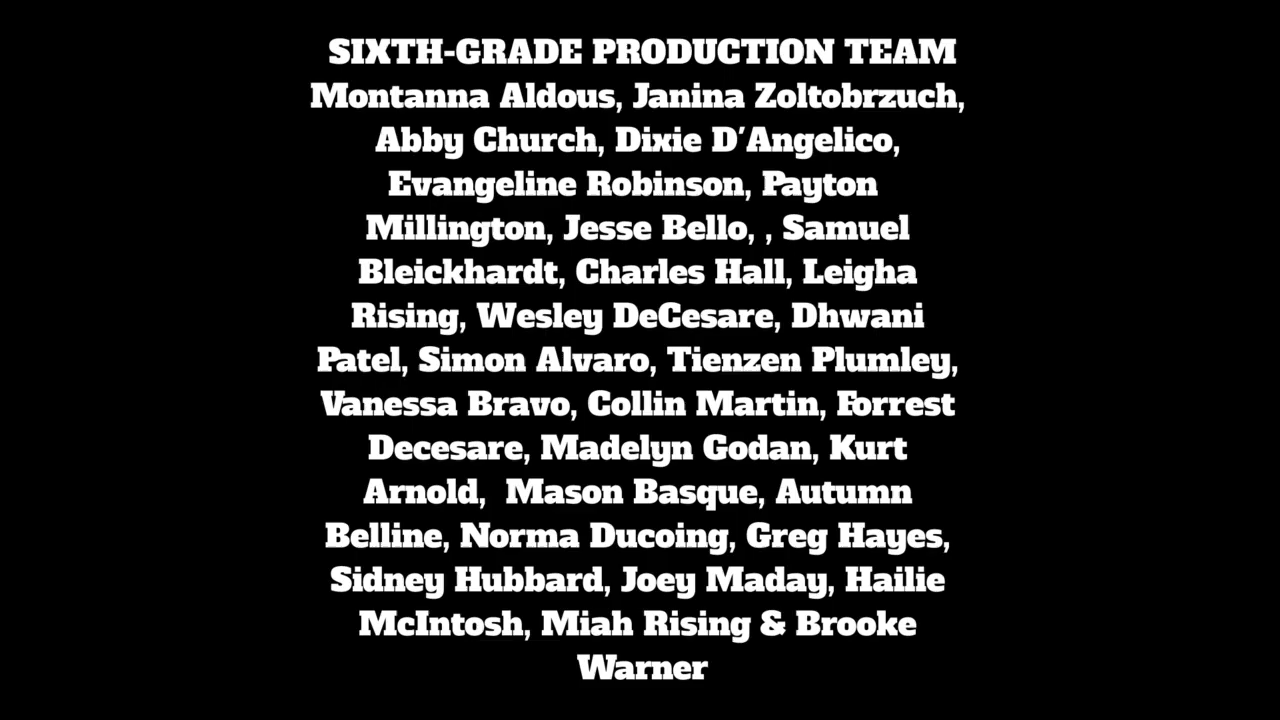 SIXTH-GRADE PRODUCTION TEAM
Montanna Aldous, Janina Zoltobrzuch,
Abby Church, Dixie D'Angelico,
Evangeline Robinson, Payton
Millington, Jesse Bello, , Samuel
Bleickhardt, Charles Hall, Leigha
Rising, Wesley DeCesare, Dhwani
Patel, Simon Alvaro, Tienzen Plumley,
Vanessa Bravo, Collin Martin, Forrest
Decesare, Madelyn Godan, Kurt
Arnold,  Mason Basque, Autumn
Belline, Norma Ducoing, Greg Hayes,
Sidney Hubbard, Joey Maday, Hailie
McIntosh, Miah Rising & Brooke
Warner